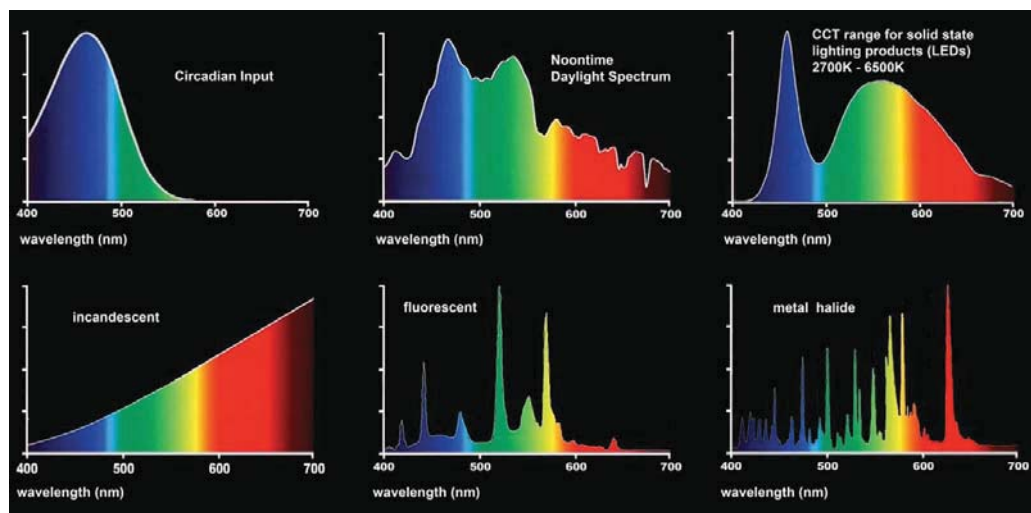 Circadian Input
400 500 600 700
wavelength (nm)
Noontime
Daylight Spectrum
400 500 600 700
wavelength (nm)
CCT range for solid state
lighting products (LEDs)
2700K - 6500K
400 500 600 700
wavelength (nm)
incandescent
400 500 600 700
wavelength (nm)
fluorescent
400 500 600 700
wavelength (nm)
metal halide
400 500 600 700
wavelength (nm)